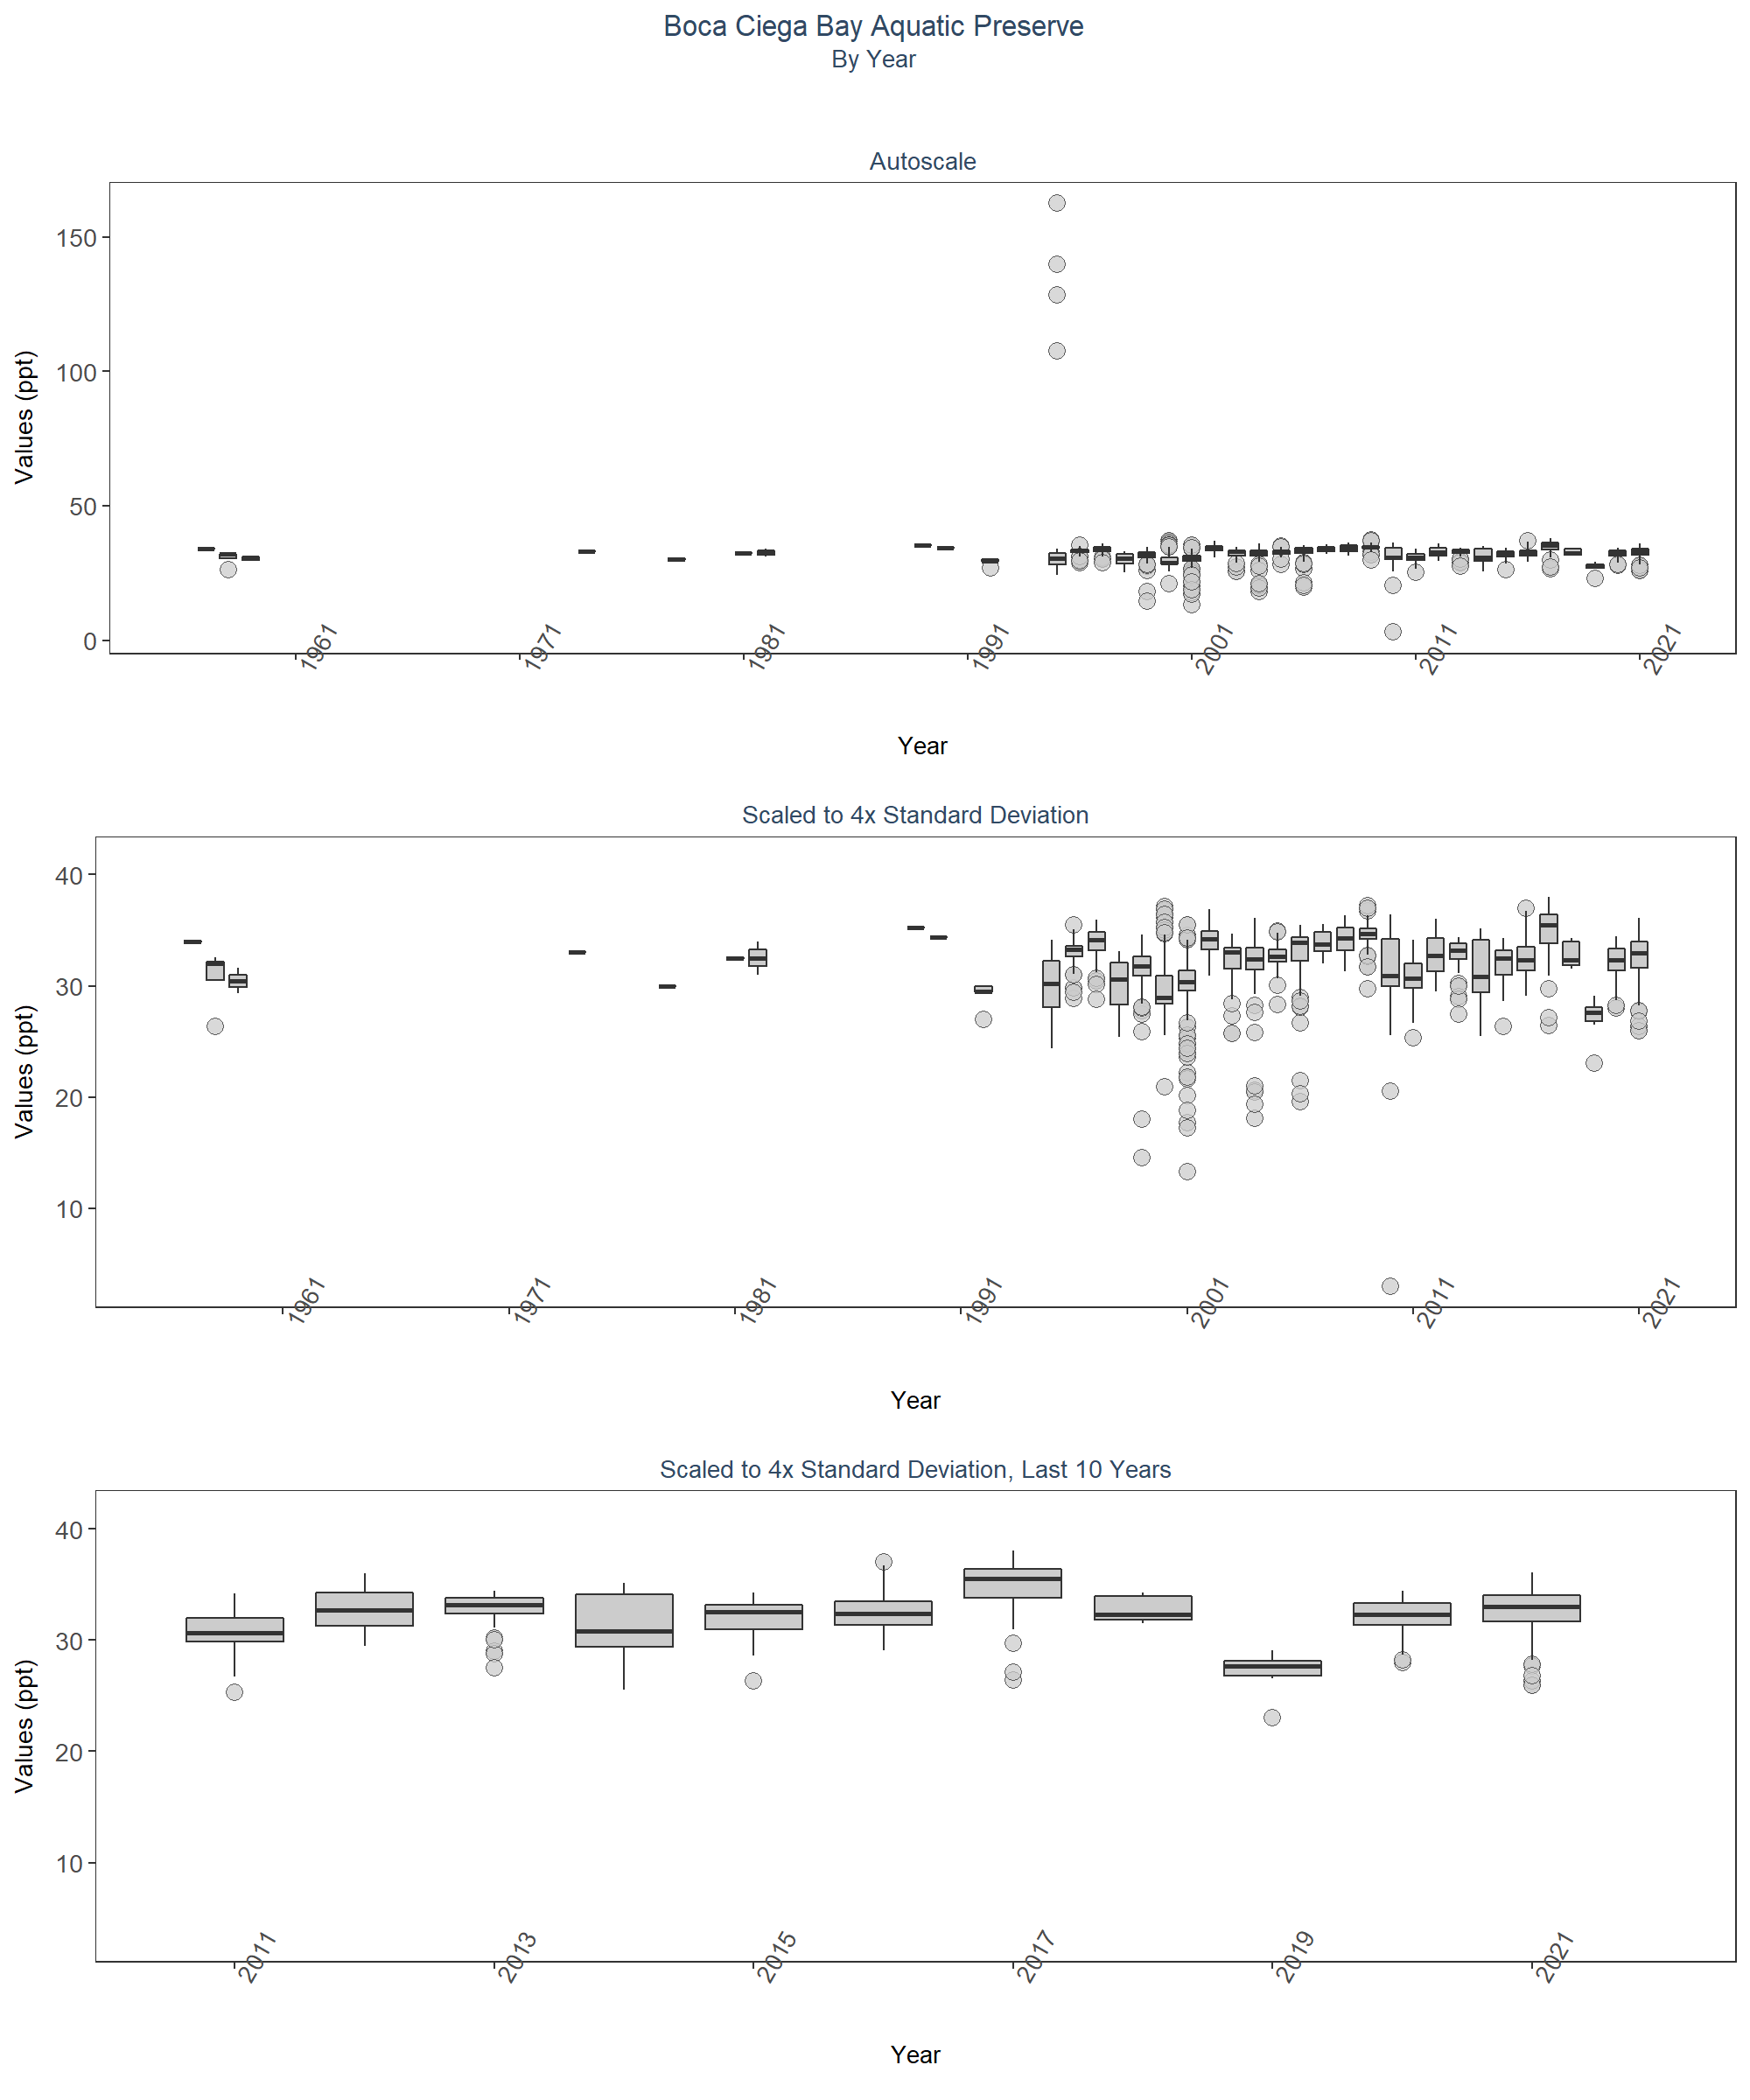 Boca Ciega Bay Aquatic Preserve
By Year
Autoscale
Values (ppt)
150
100
50
0
1961
1971
1981
1991
2001
2011
2021
Year
Scaled to 4x Standard Deviation
Values (ppt)
40
30
20
10
1961
1971
1981
1991
2001
2011
2021
Year
Scaled to 4x Standard Deviation, Last 10 Years
Values (ppt)
40
30
20
10
2011
2013
2015
2017
2019
2021
Year